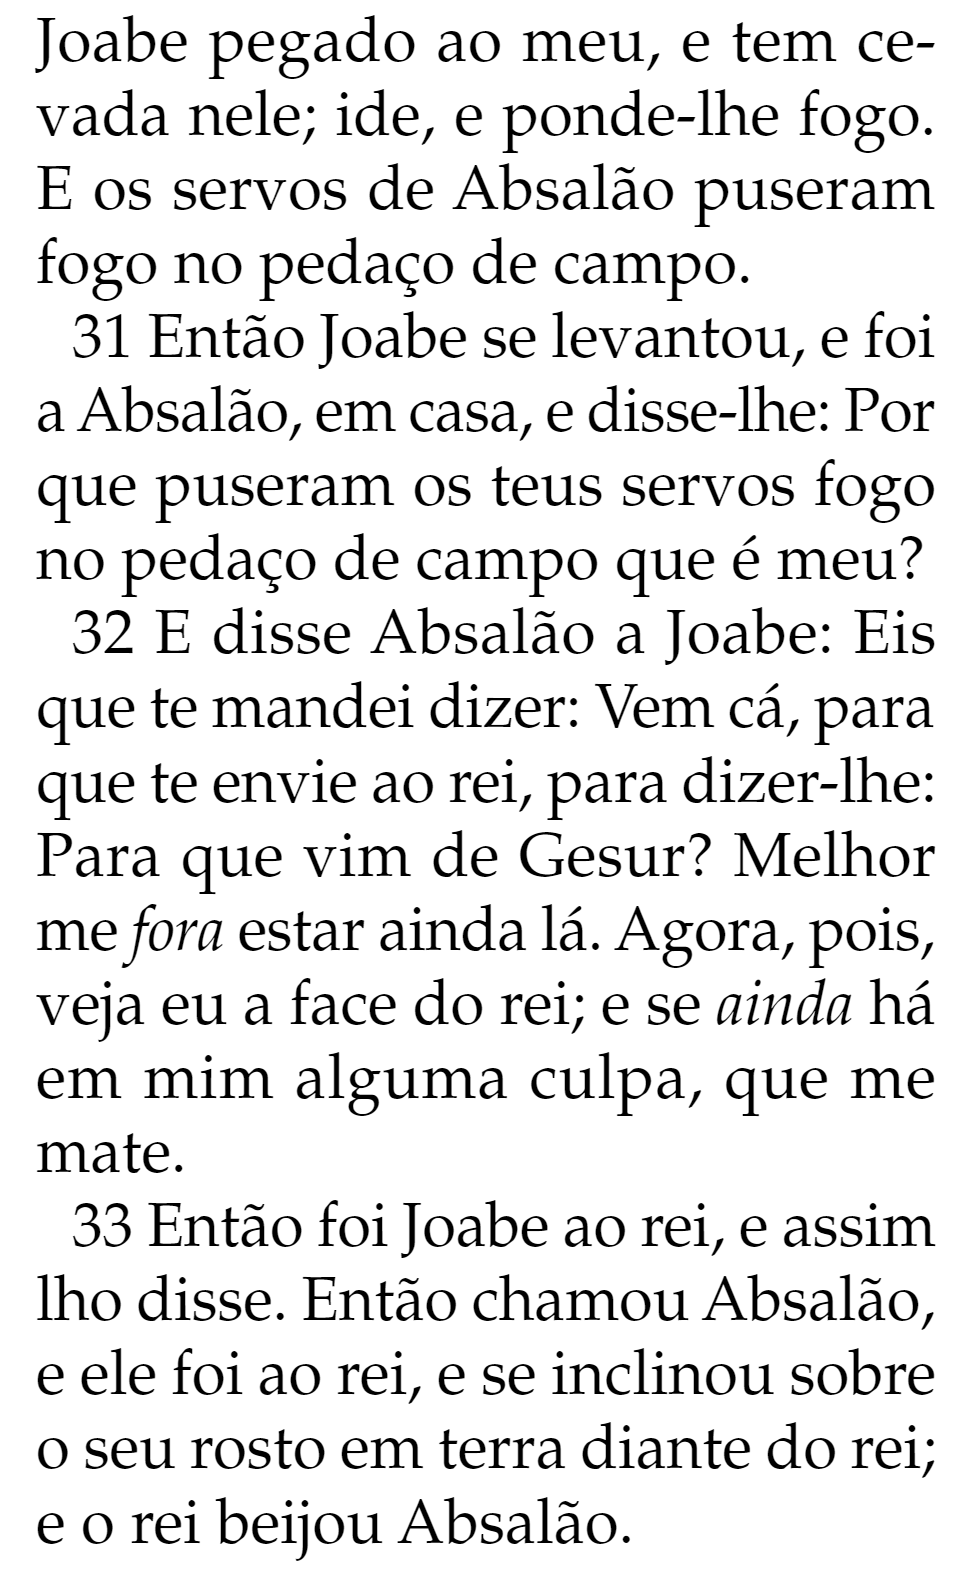 Joabe pegado ao meu, e tem ce-
vada nele; ide, e ponde-lhe fogo.
E os servos de Absalão puseram
fogo no pedaço de campo.
31 Então Joabe se levantou, e foi
a Absalão, em casa, e disse-lhe: Por
que puseram os teus servos fogo
no pedaço de campo que é meu?
32 E disse Absalão a Joabe: Eis
que te mandei dizer: Vem cá, para
que te envie ao rei, para dizer-lhe:
Para que vim de Gesur? Melhor
me fora estar ainda lá. Agora, pois,
veja eu a face do rei; e se ainda há
em mim alguma culpa, que me
mate.
33 Então foi Joabe ao rei, e assim
lho disse. Então chamou Absalão,
e ele foi ao rei, e se inclinou sobre
o seu rosto em terra diante do rei;
e o rei beijou Absalão.